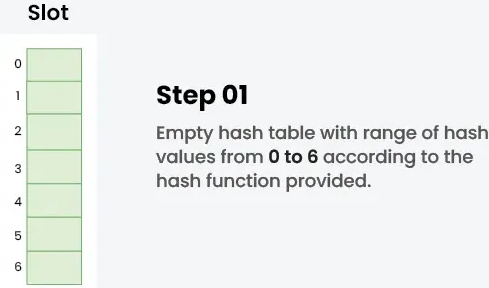 Slot
0
1
2
3
4
5
6
Step 01
Empty hash table with range of hash
values from 0 to 6 according to the
hash function provided.